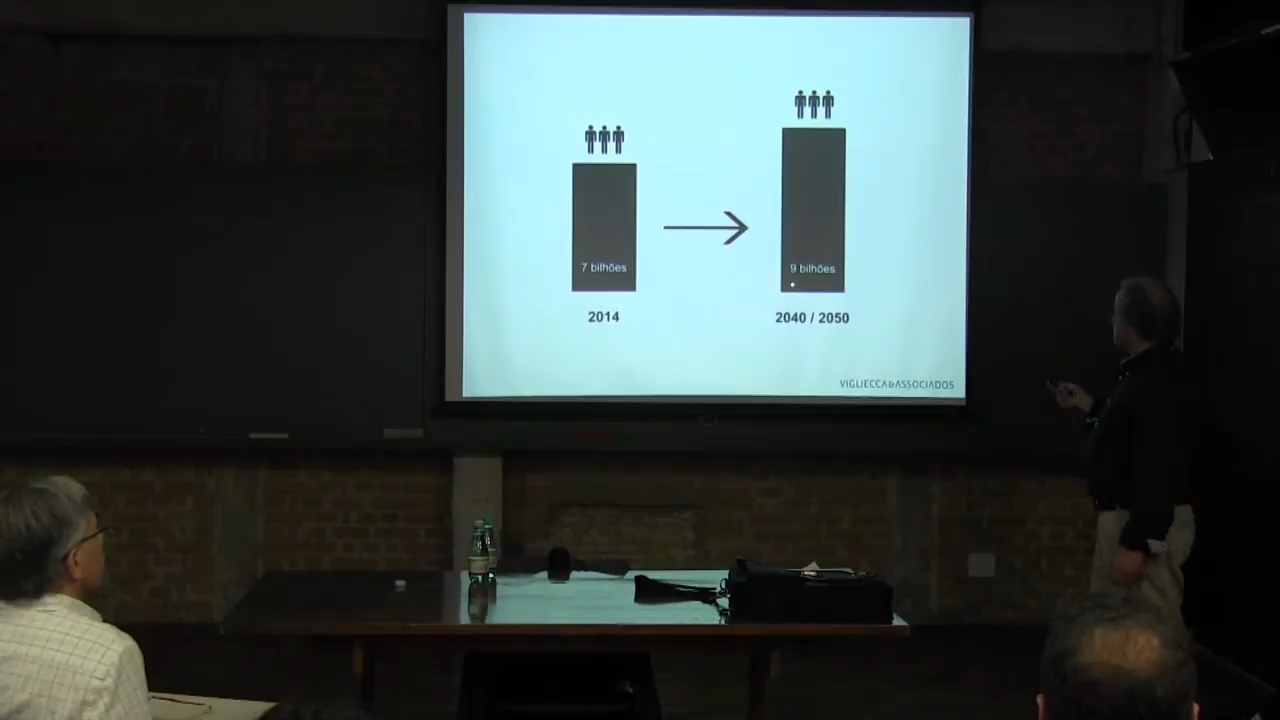 7 bilhões
9 bilhões
2014
2040 / 2050
VIGLIECCA&ASSOCIADOS